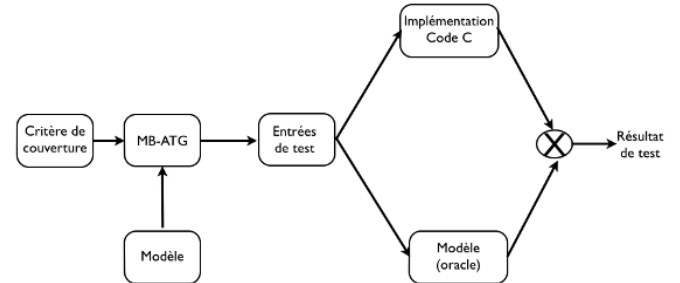 Implémentation
Code C
Critère de
couverture
MB-ATG
Entrées
de test
X
Résultat
de test
Modèle
Modèle
(oracle)